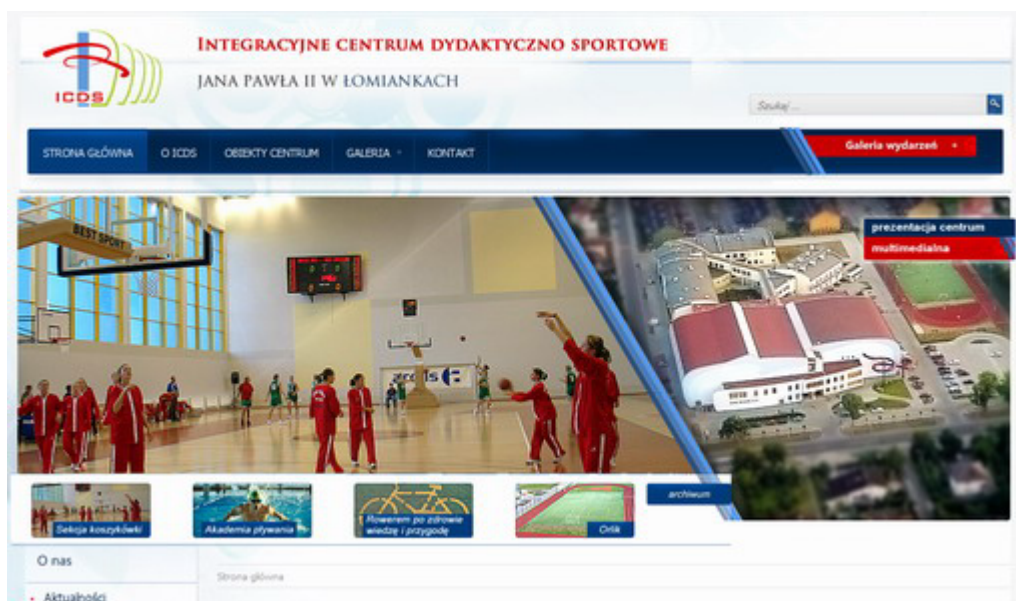 INTEGRACYJNE CENTRUM DYDAKTYCZNO SPORTOWE
JANA PAWŁA II W ŁOMIANKACH
ICDS
Szukaj ...
STRONA GŁÓWNA O ICDS OBIEKTY CENTRUM GALERIA KONTAKT
Galeria wydarzeń
prezentacja centrum
multimedialna
BEST SPORT
archiwum
Sekcja koszykówki
Akademia pływania
Rowerem po zdrowie
wiedzę i przygodę
Orlik
O nas
Strona główna
Aktualności